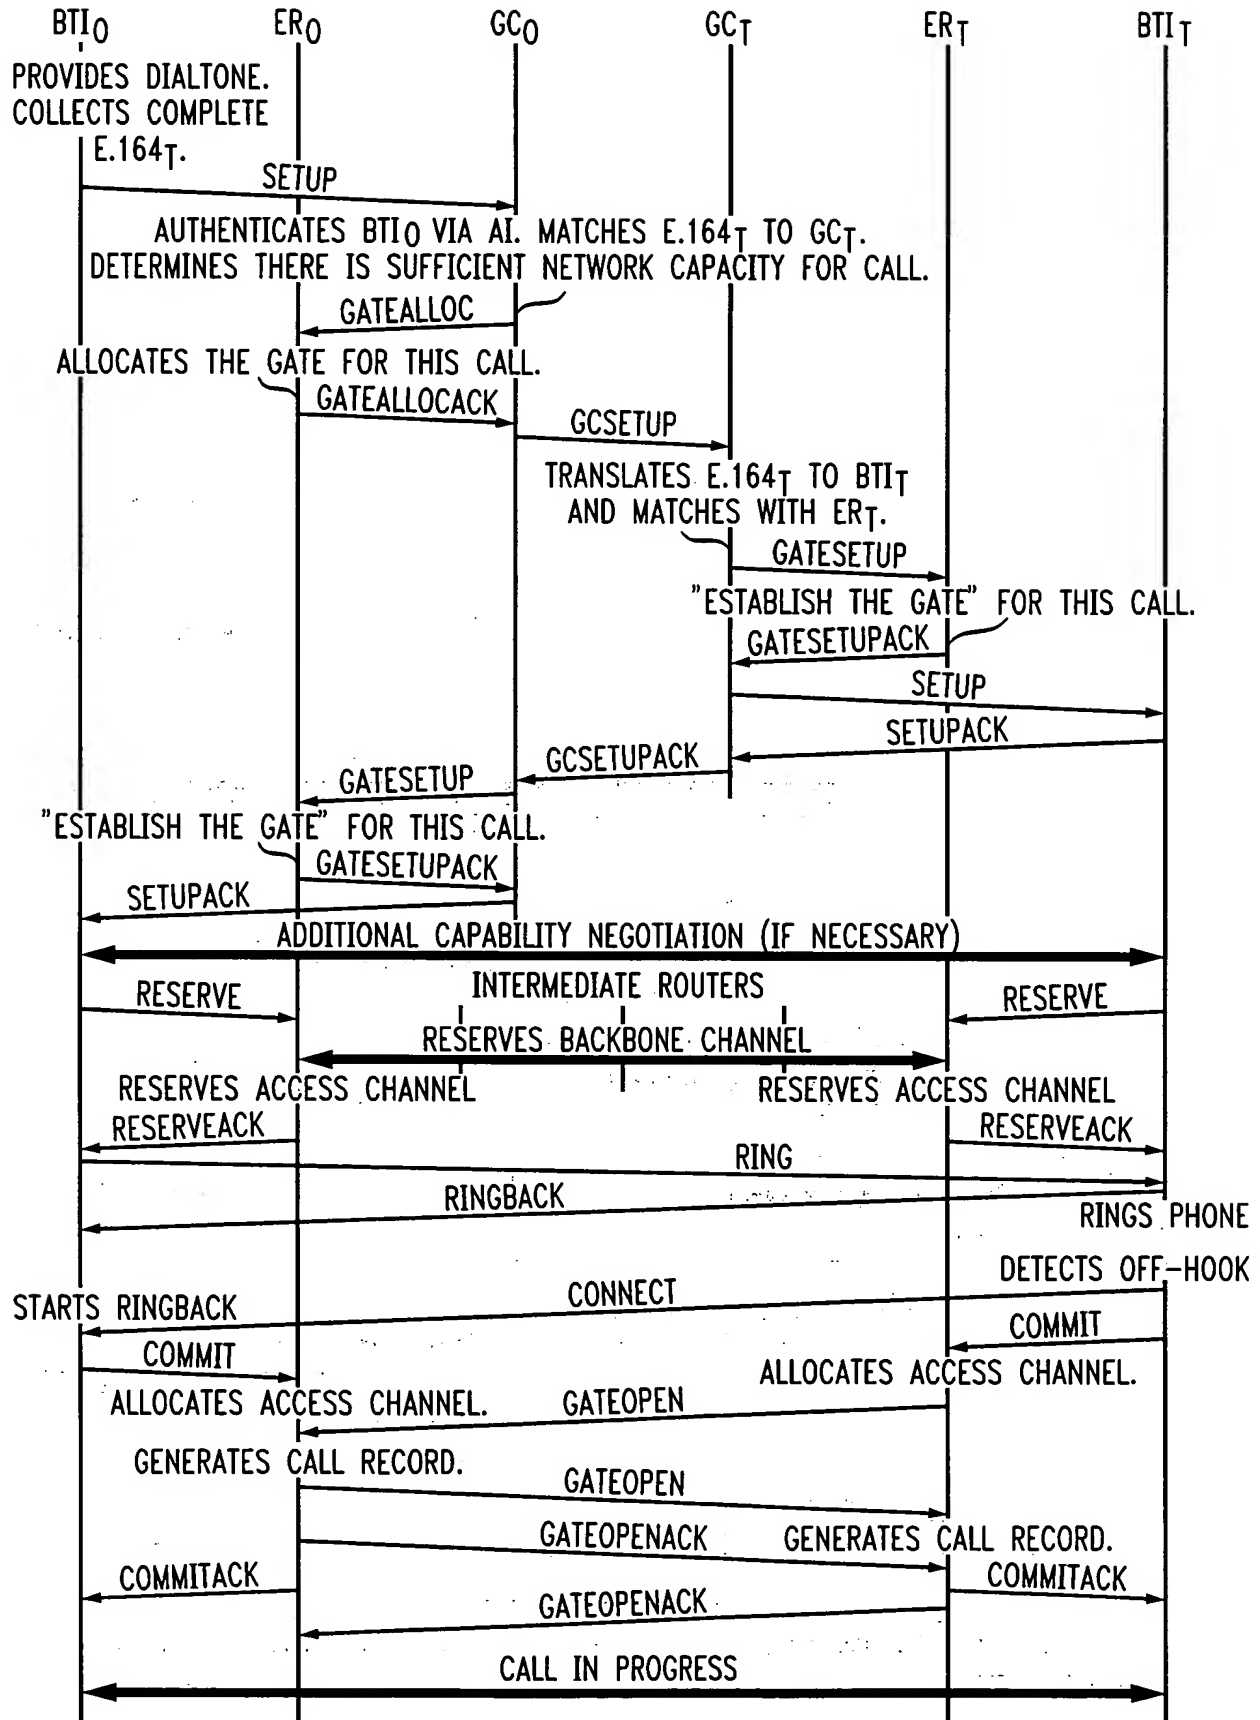 BTIO ERO GCO GCT ERT BTIT
PROVIDES DIALTONE.
COLLECTS COMPLETE
E.164T.
SETUP
AUTHENTICATES BTIO VIA AI. MATCHES E.164T TO GCT.
DETERMINES THERE IS SUFFICIENT NETWORK CAPACITY FOR CALL.
GATEALLOC
ALLOCATES THE GATE FOR THIS CALL.
GATEALLOCACK
GCSETUP
TRANSLATES E.164T TO BTIT
AND MATCHES WITH ERT.
GATESETUP
"ESTABLISH THE GATE" FOR THIS CALL.
GATESETUPACK
SETUP
SETUPACK
GCSETUPACK
GATESETUP
"ESTABLISH THE GATE" FOR THIS CALL.
GATESETUPACK
SETUPACK
ADDITIONAL CAPABILITY NEGOTIATION (IF NECESSARY)
INTERMEDIATE ROUTERS
RESERVE
RESERVE
RESERVES BACKBONE CHANNEL
RESERVES ACCESS CHANNEL
RESERVES ACCESS CHANNEL
RESERVEACK
RESERVEACK
RING
RINGBACK
RINGS PHONE
DETECTS OFF-HOOK
CONNECT
STARTS RINGBACK
COMMIT
COMMIT
ALLOCATES ACCESS CHANNEL.
ALLOCATES ACCESS CHANNEL.
GATEOPEN
GENERATES CALL RECORD.
GATEOPEN
GATEOPENACK
GENERATES CALL RECORD.
COMMITACK
COMMITACK
GATEOPENACK
CALL IN PROGRESS